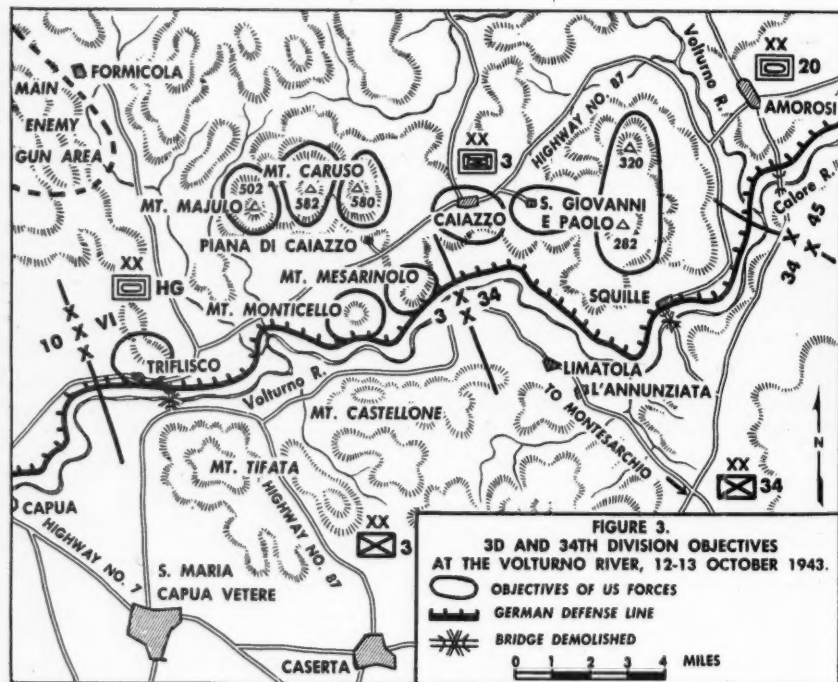 FORMICOLA
MAIN
ENEMY
GUN AREA
XX
20
Volturno R.
AMOROSI
HIGHWAY NO. 87
XX
3
320
MT. CARUSO
502
582
580
MT. MAJULO
CAIAZZO
S. GIOVANNI
E PAOLO
282
Calore R.
PIANA DI CAIAZZO
XX
HG
MT. MESARINOLO
34 XX 45
SQUILLE
MT. MONTICELLO
10 XXX VI
3 XX 34
TRIFLISCO
Volturno R.
LIMATOLA
L'ANNUNZIATA
MT. CASTELLONE
TO MONTESARCHIO
N
MT. TIFATA
XX
34
CAPUA
HIGHWAY NO. 7
HIGHWAY NO. 87
XX
3
S. MARIA
CAPUA VETERE
CASERTA
FIGURE 3.
3D AND 34TH DIVISION OBJECTIVES
AT THE VOLTURNO RIVER, 12-13 OCTOBER 1943.
OBJECTIVES OF US FORCES
GERMAN DEFENSE LINE
BRIDGE DEMOLISHED
0 1 2 3 4 MILES